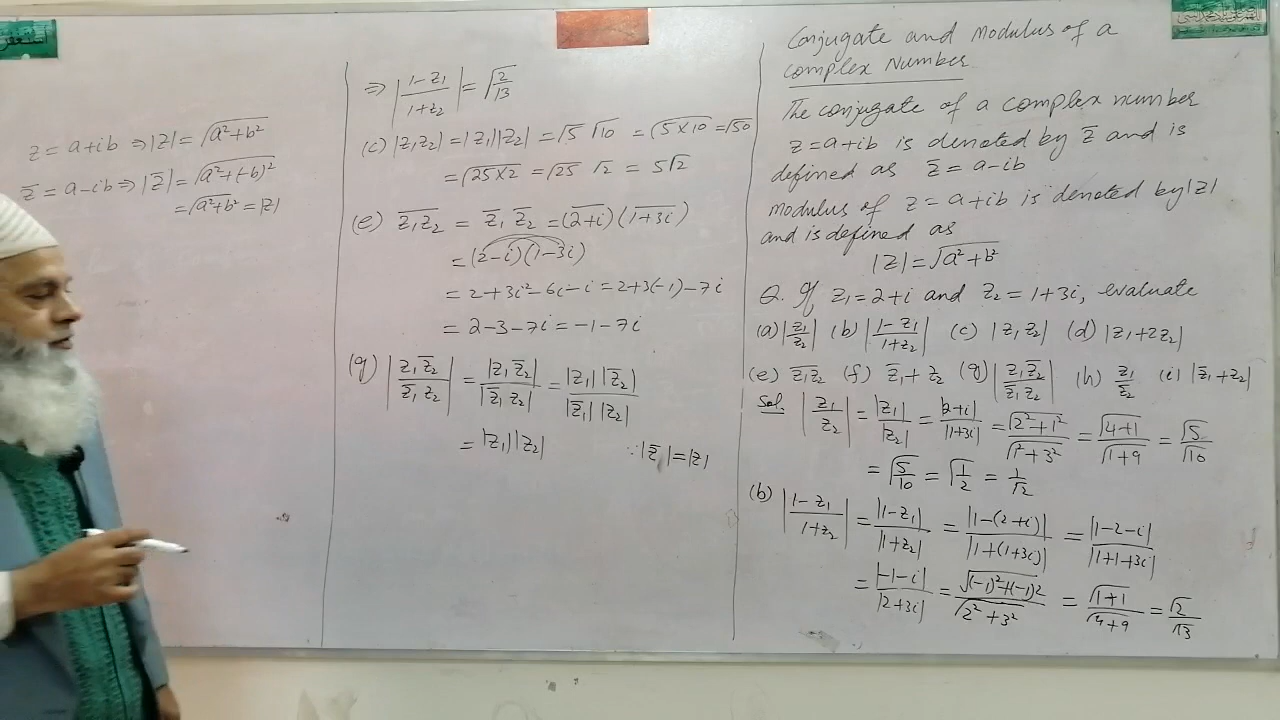 Conjugate and Modulus of a
Complex Number
The conjugate of a complex number
z = a+ib is denoted by z̅ and is
defined as z̅ = a-ib
modulus of z = a+ib is denoted by |z|
and is defined as
|z| = √(a²+b²)
Q. If z₁ = 2+i and z₂ = 1+3i, evaluate
(a) |z₁/z₂| (b) |(1-z₁)/(1+z₂)| (c) |z₁z₂| (d) |z₁+2z₂|
(e) \overline{z₁z₂} (f) z̅₁+z₂ (g) |(z₁z̅₂)/(z̅₁z₂)| (h) z₁/z̅₂ (i) |z̅₁+z₂|
Sol. |z₁/z₂| = |z₁|/|z₂| = |2+i|/|1+3i| = √(2²+1²)/√(1²+3²) = √(4+1)/√(1+9) = √5/√10
= √(5/10) = √(1/2) = 1/√2
(b) |(1-z₁)/(1+z₂)| = |1-z₁|/|1+z₂| = |1-(2+i)|/|1+(1+3i)| = |1-2-i|/|1+1+3i|
= |-1-i|/|2+3i| = √((-1)²+(-1)²)/√(2²+3²) = √(1+1)/√(4+9) = √2/√13
⇒ |(1-z₁)/(1+z₂)| = √(2/13)
(c) |z₁z₂| = |z₁||z₂| = √5 √10 = √(5×10) = √50
= √(25×2) = √25 √2 = 5√2
(e) \overline{z₁z₂} = z̅₁ z̅₂ = \overline{(2+i)} \overline{(1+3i)}
= (2-i)(1-3i)
= 2+3i²-6i-i = 2+3(-1)-7i
= 2-3-7i = -1-7i
(g) |(z₁z̅₂)/(z̅₁z₂)| = |z₁z̅₂|/|z̅₁z₂| = |z₁||z̅₂|/|z̅₁||z₂|
= |z₁||z₂| ∵ |z̅| = |z|
z = a+ib ⇒ |z| = √(a²+b²)
z̅ = a-ib ⇒ |z̅| = √(a²+(-b)²)
= √(a²+b²) = |z|